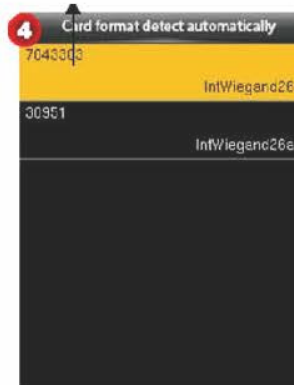 4
Card format detect automatically
7043303
IntWiegand26
30951
IntWiegand26a